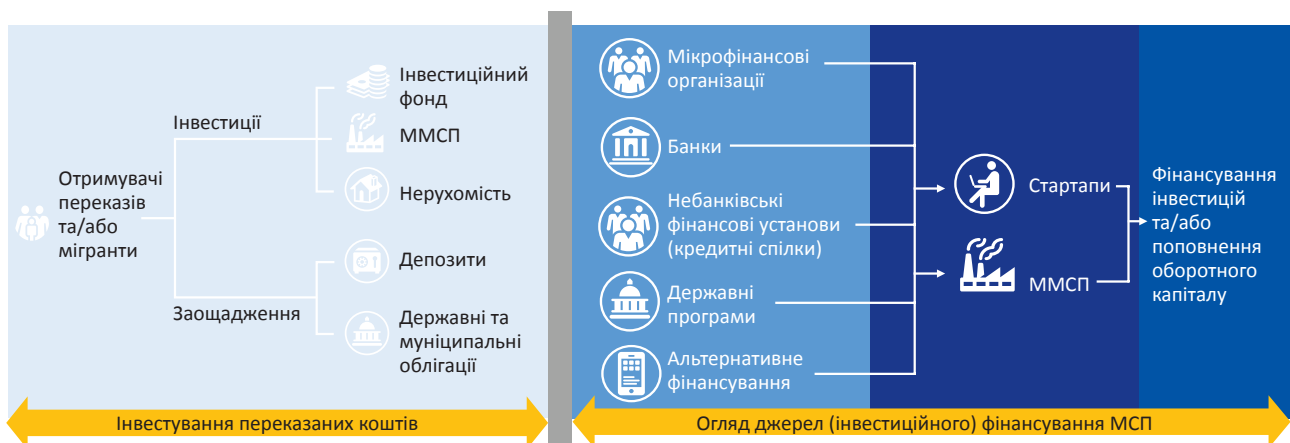 Отримувачі
переказів
та/або
мігранти
Інвестиції
Заощадження
Інвестиційний
фонд
ММСП
Нерухомість
Депозити
Державні та
муніципальні
облігації
Інвестування переказаних коштів
Мікрофінансові
організації
Банки
Небанківські
фінансові установи
(кредитні спілки)
Державні
програми
Альтернативне
фінансування
Стартапи
ММСП
Фінансування
інвестицій
та/або
поповнення
оборотного
капіталу
Огляд джерел (інвестиційного) фінансування МСП